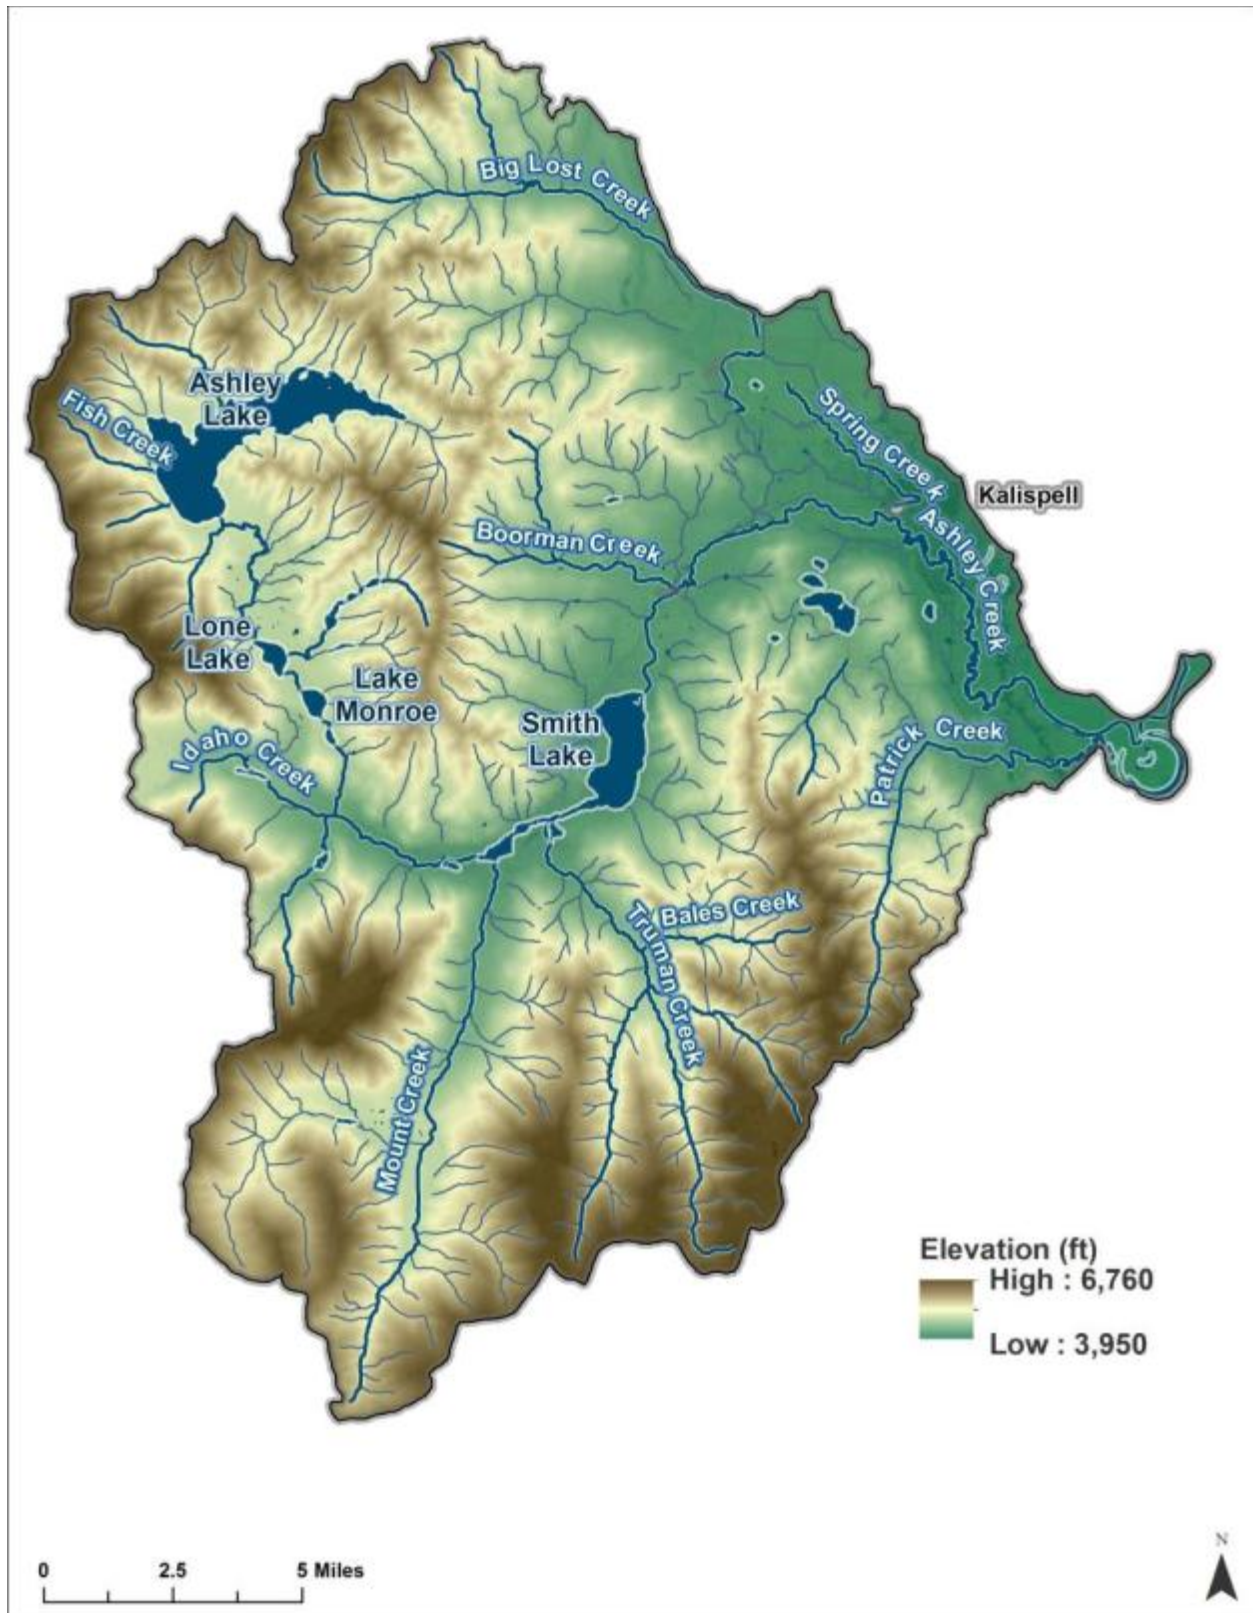 Big Lost Creek
Ashley
Lake
Fish Creek
Spring Creek
Kalispell
Ashley Creek
Boorman Creek
Lone
Lake
Lake
Monroe
Smith
Lake
Idaho Creek
Patrick Creek
Bales Creek
Truman Creek
Mount Creek
Elevation (ft)
High : 6,760
Low : 3,950
N
0 2.5 5 Miles